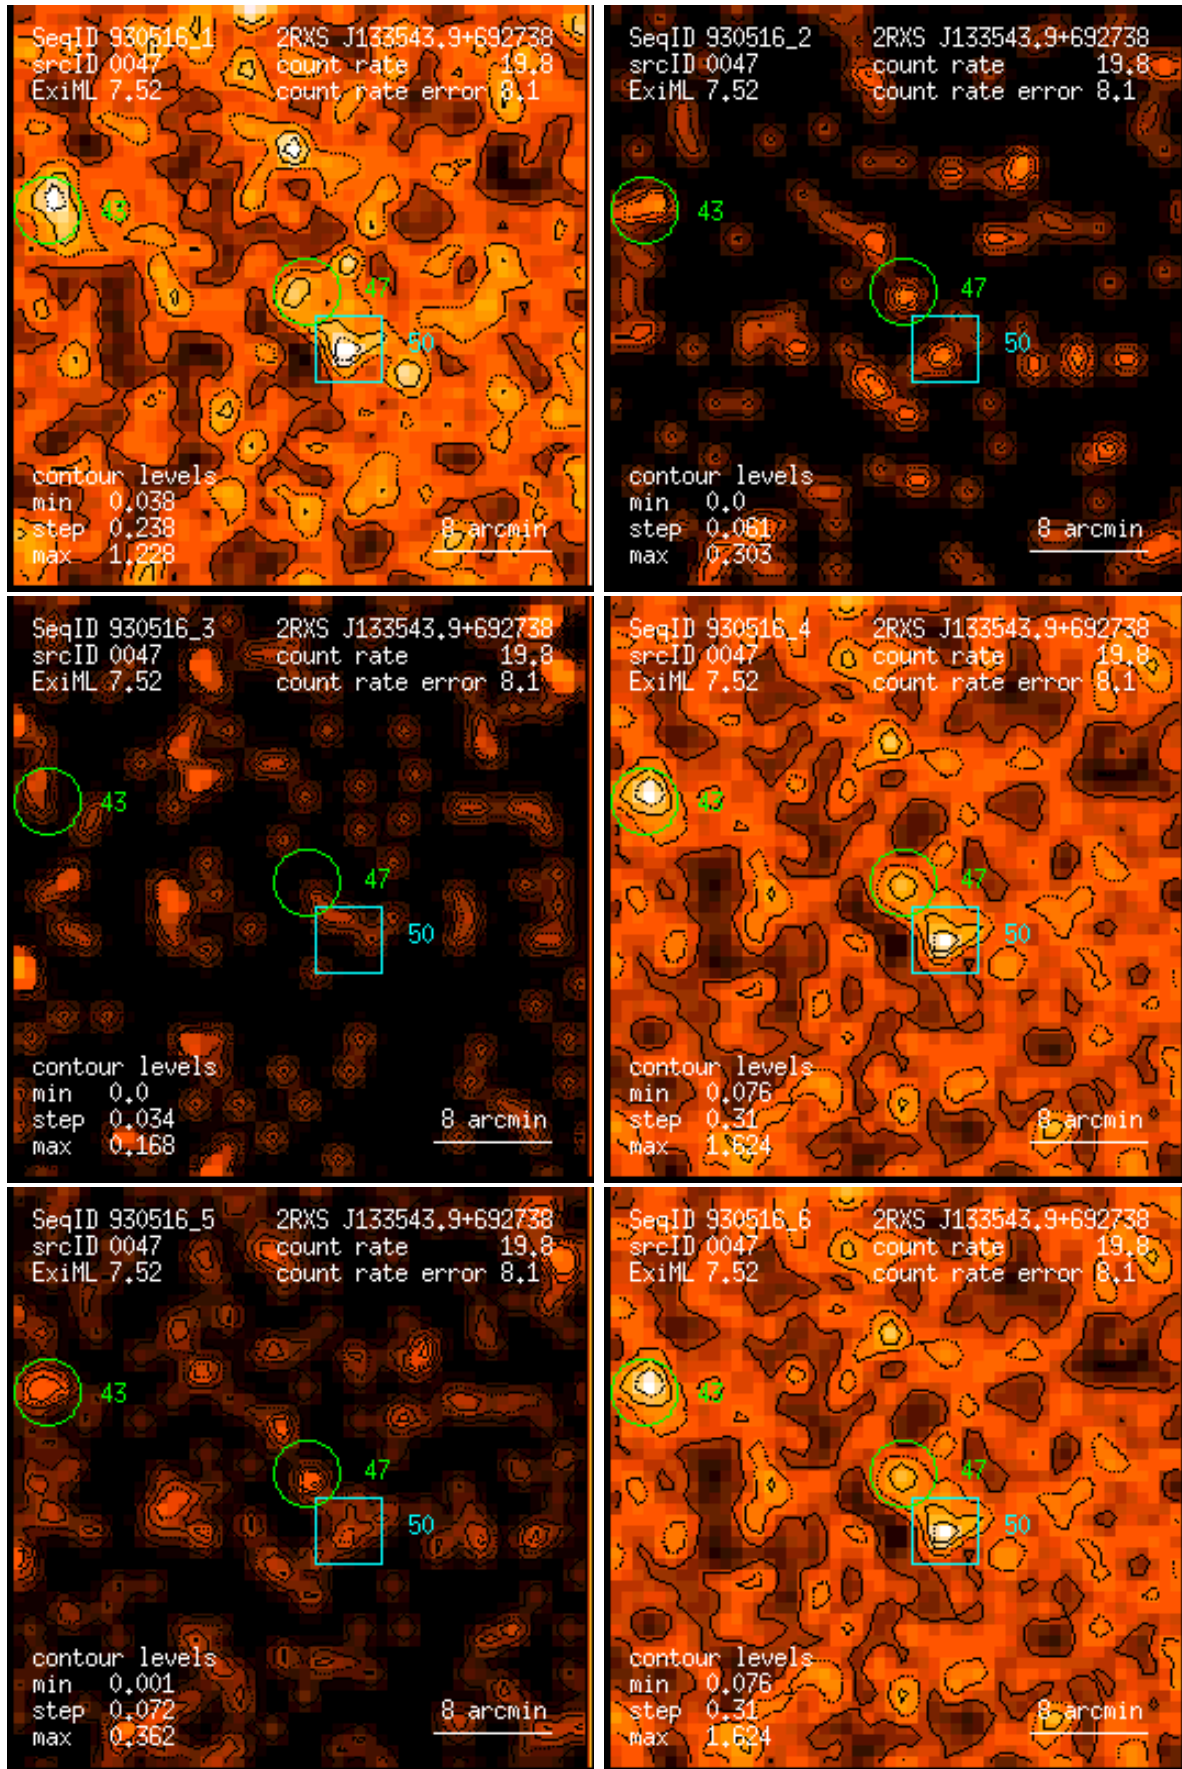 SeqID 930516_1 2RXS J133543.9+692738
srcID 0047 count rate 19.8
ExiML 7.52 count rate error 8.1
43
47
50
contour levels
min 0.038
step 0.238 8 arcmin
max 1.228
SeqID 930516_2 2RXS J133543.9+692738
srcID 0047 count rate 19.8
ExiML 7.52 count rate error 8.1
43
47
50
contour levels
min 0.0
step 0.061 8 arcmin
max 0.303
SeqID 930516_3 2RXS J133543.9+692738
srcID 0047 count rate 19.8
ExiML 7.52 count rate error 8.1
43
47
50
contour levels
min 0.0
step 0.034 8 arcmin
max 0.168
SeqID 930516_4 2RXS J133543.9+692738
srcID 0047 count rate 19.8
ExiML 7.52 count rate error 8.1
43
47
50
contour levels
min 0.076
step 0.31 8 arcmin
max 1.624
SeqID 930516_5 2RXS J133543.9+692738
srcID 0047 count rate 19.8
ExiML 7.52 count rate error 8.1
43
47
50
contour levels
min 0.001
step 0.072 8 arcmin
max 0.362
SeqID 930516_6 2RXS J133543.9+692738
srcID 0047 count rate 19.8
ExiML 7.52 count rate error 8.1
43
47
50
contour levels
min 0.076
step 0.31 8 arcmin
max 1.624